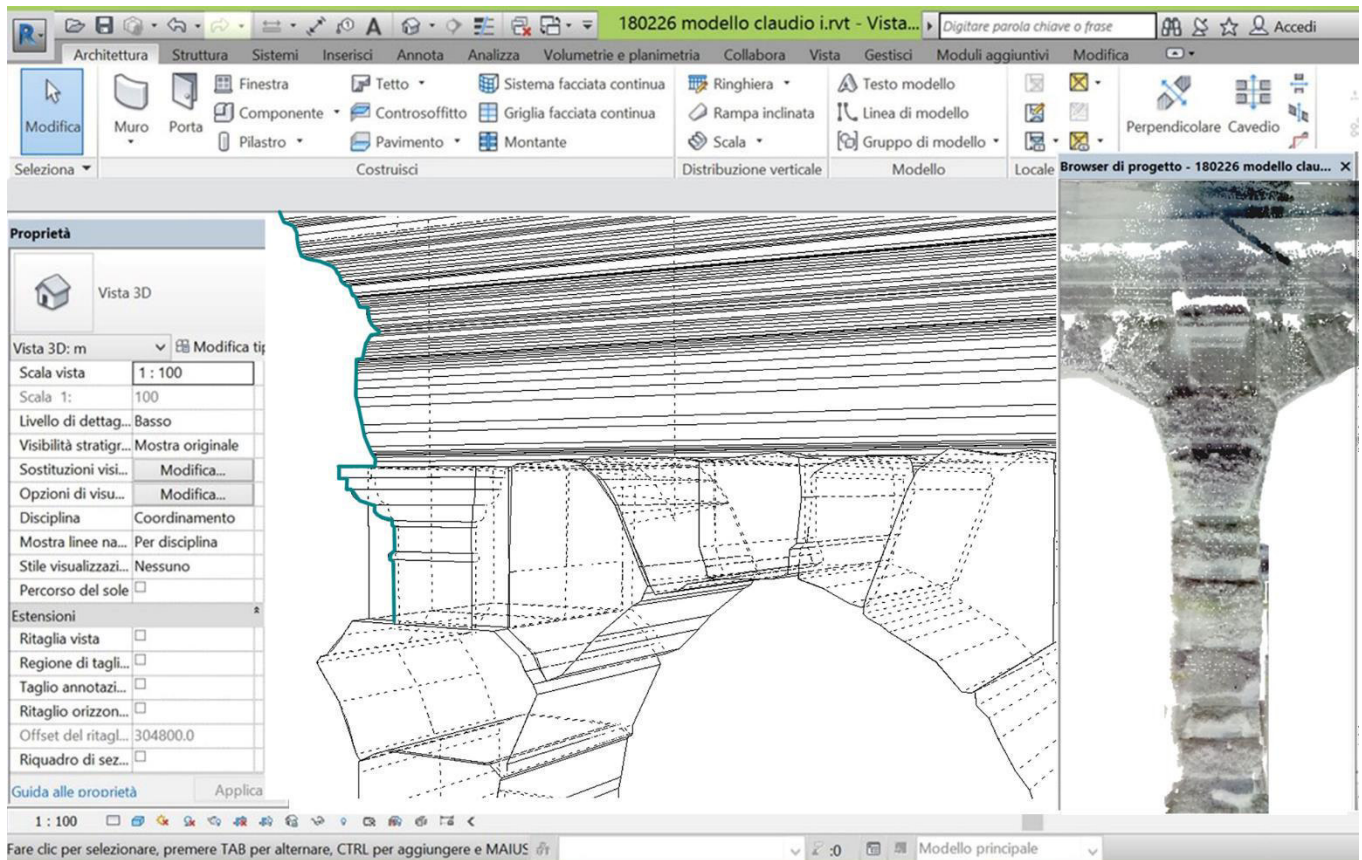 R
A
180226 modello claudio i.rvt - Vista...
Digitare parola chiave o frase
Accedi
Architettura Struttura Sistemi Inserisci Annota Analizza Volumetrie e planimetria Collabora Vista Gestisci Moduli aggiuntivi Modifica
Modifica
Muro
Porta
Finestra
Componente
Pilastro
Tetto
Controsoffitto
Pavimento
Sistema facciata continua
Griglia facciata continua
Montante
Ringhiera
Rampa inclinata
Scala
Testo modello
Linea di modello
Gruppo di modello
Perpendicolare Cavedio
Seleziona
Costruisci
Distribuzione verticale
Modello
Locale
Browser di progetto - 180226 modello clau... X
Proprietà
Vista 3D
Vista 3D: m
Modifica tip
Scala vista 1 : 100
Scala 1: 100
Livello di dettag... Basso
Visibilità stratigr... Mostra originale
Sostituzioni visi... Modifica...
Opzioni di visu... Modifica...
Disciplina Coordinamento
Mostra linee na... Per disciplina
Stile visualizzazi... Nessuno
Percorso del sole
Estensioni
Ritaglia vista
Regione di tagli...
Taglio annotazi...
Ritaglio orizzon...
Offset del ritagl... 304800.0
Riquadro di sez...
Guida alle proprietà
Applica
1 : 100
Fare clic per selezionare, premere TAB per alternare, CTRL per aggiungere e MAIUS
:0
Modello principale